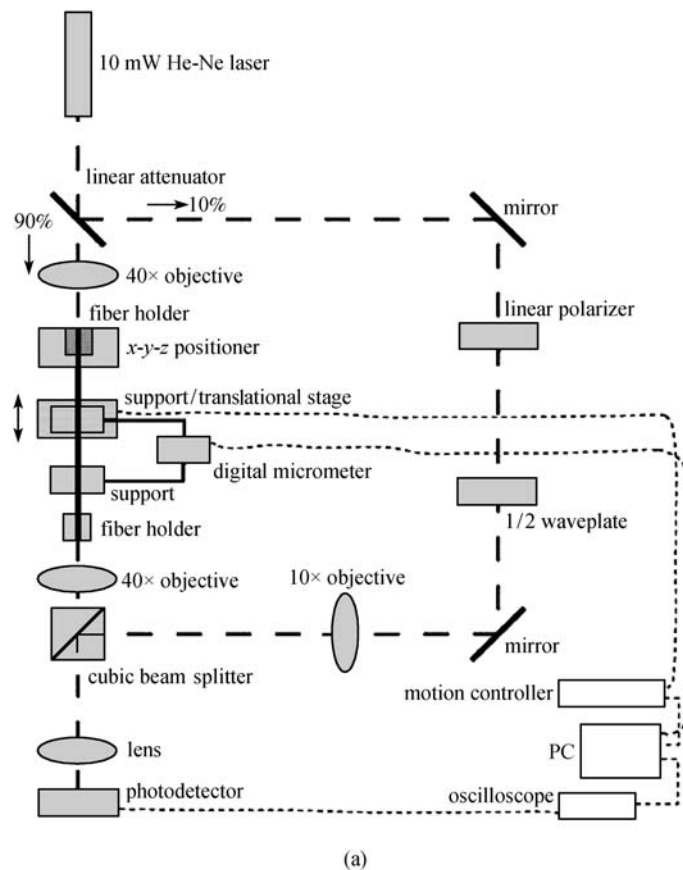 10 mW He-Ne laser
linear attenuator
10%
mirror
90%
40× objective
fiber holder
linear polarizer
x-y-z positioner
support/translational stage
digital micrometer
support
1/2 waveplate
fiber holder
40× objective
10× objective
mirror
cubic beam splitter
motion controller
lens
PC
photodetector
oscilloscope
(a)